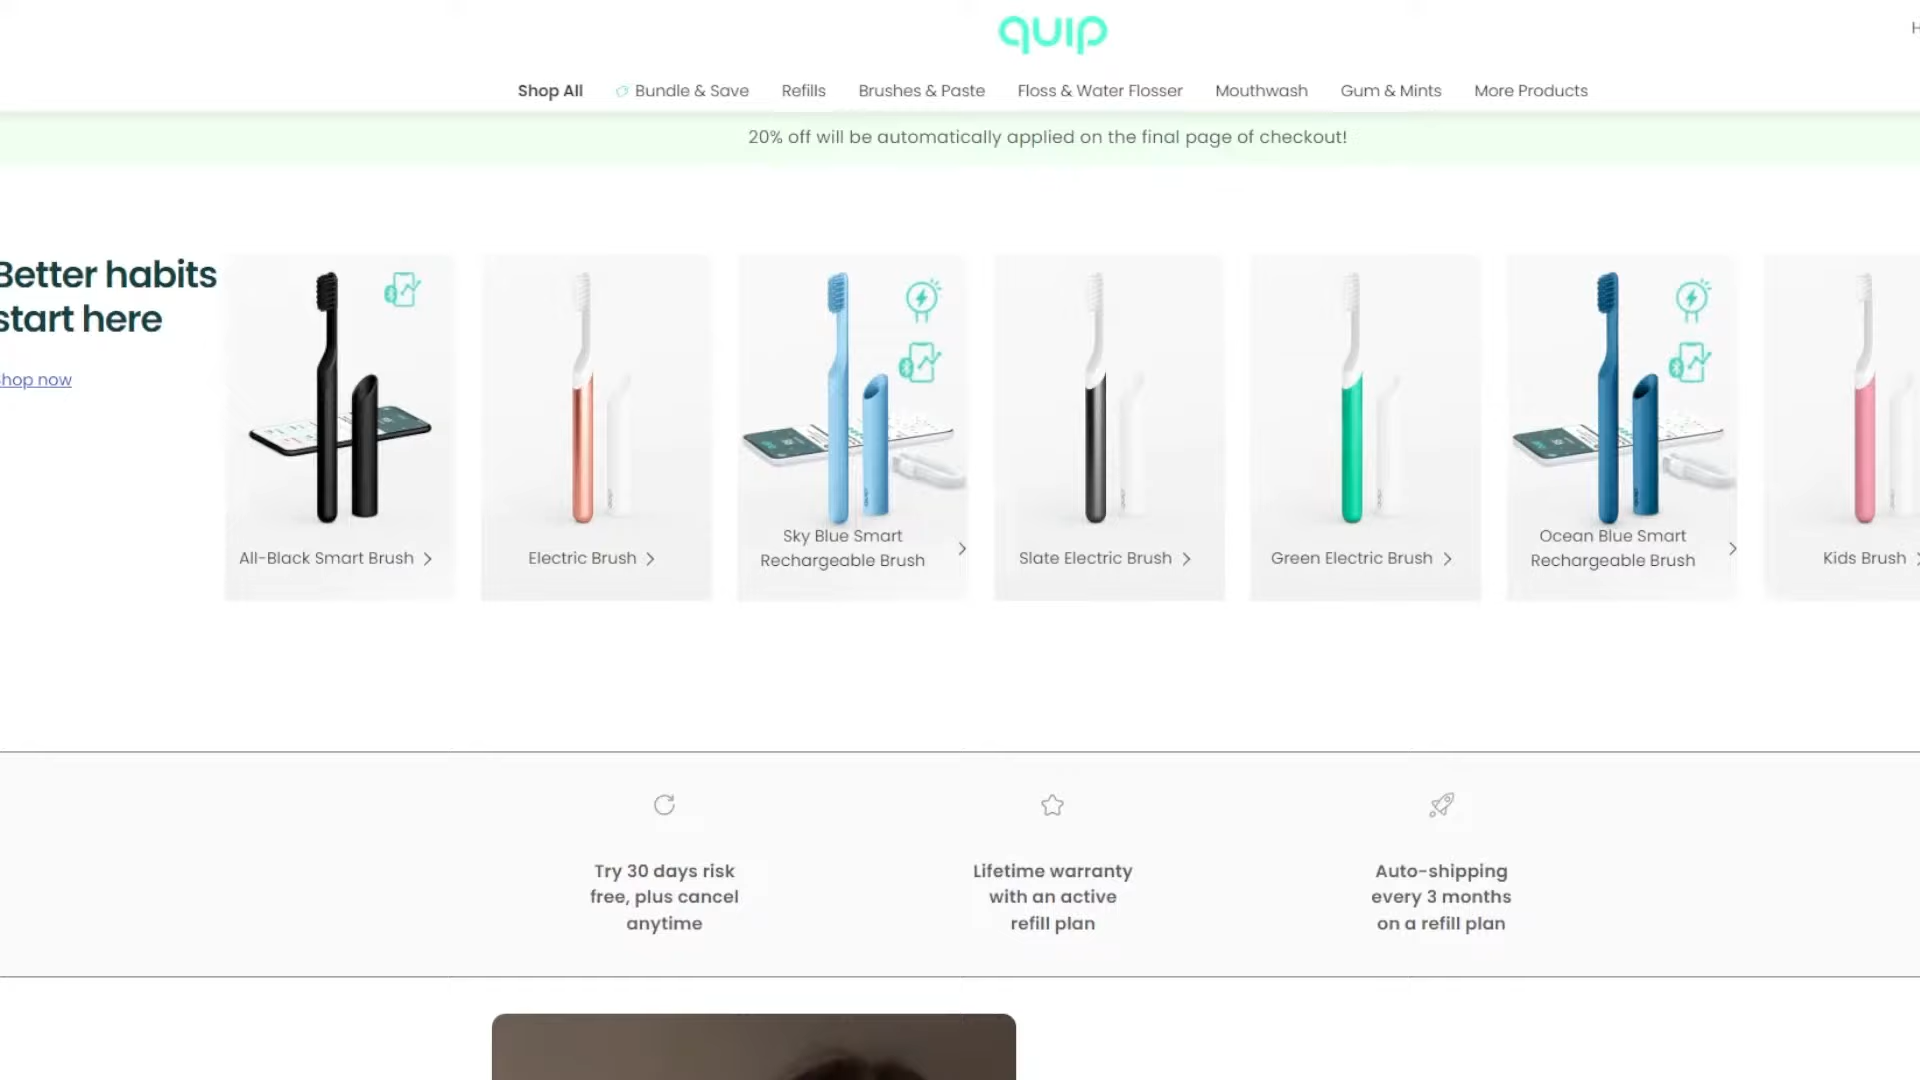 quip
H
Shop All
Bundle & Save
Refills
Brushes & Paste
Floss & Water Flosser
Mouthwash
Gum & Mints
More Products
20% off will be automatically applied on the final page of checkout!
Better habits
start here
hop now
All-Black Smart Brush
Electric Brush
Sky Blue Smart
Rechargeable Brush
Slate Electric Brush
Green Electric Brush
Ocean Blue Smart
Rechargeable Brush
Kids Brush
Try 30 days risk
free, plus cancel
anytime
Lifetime warranty
with an active
refill plan
Auto-shipping
every 3 months
on a refill plan